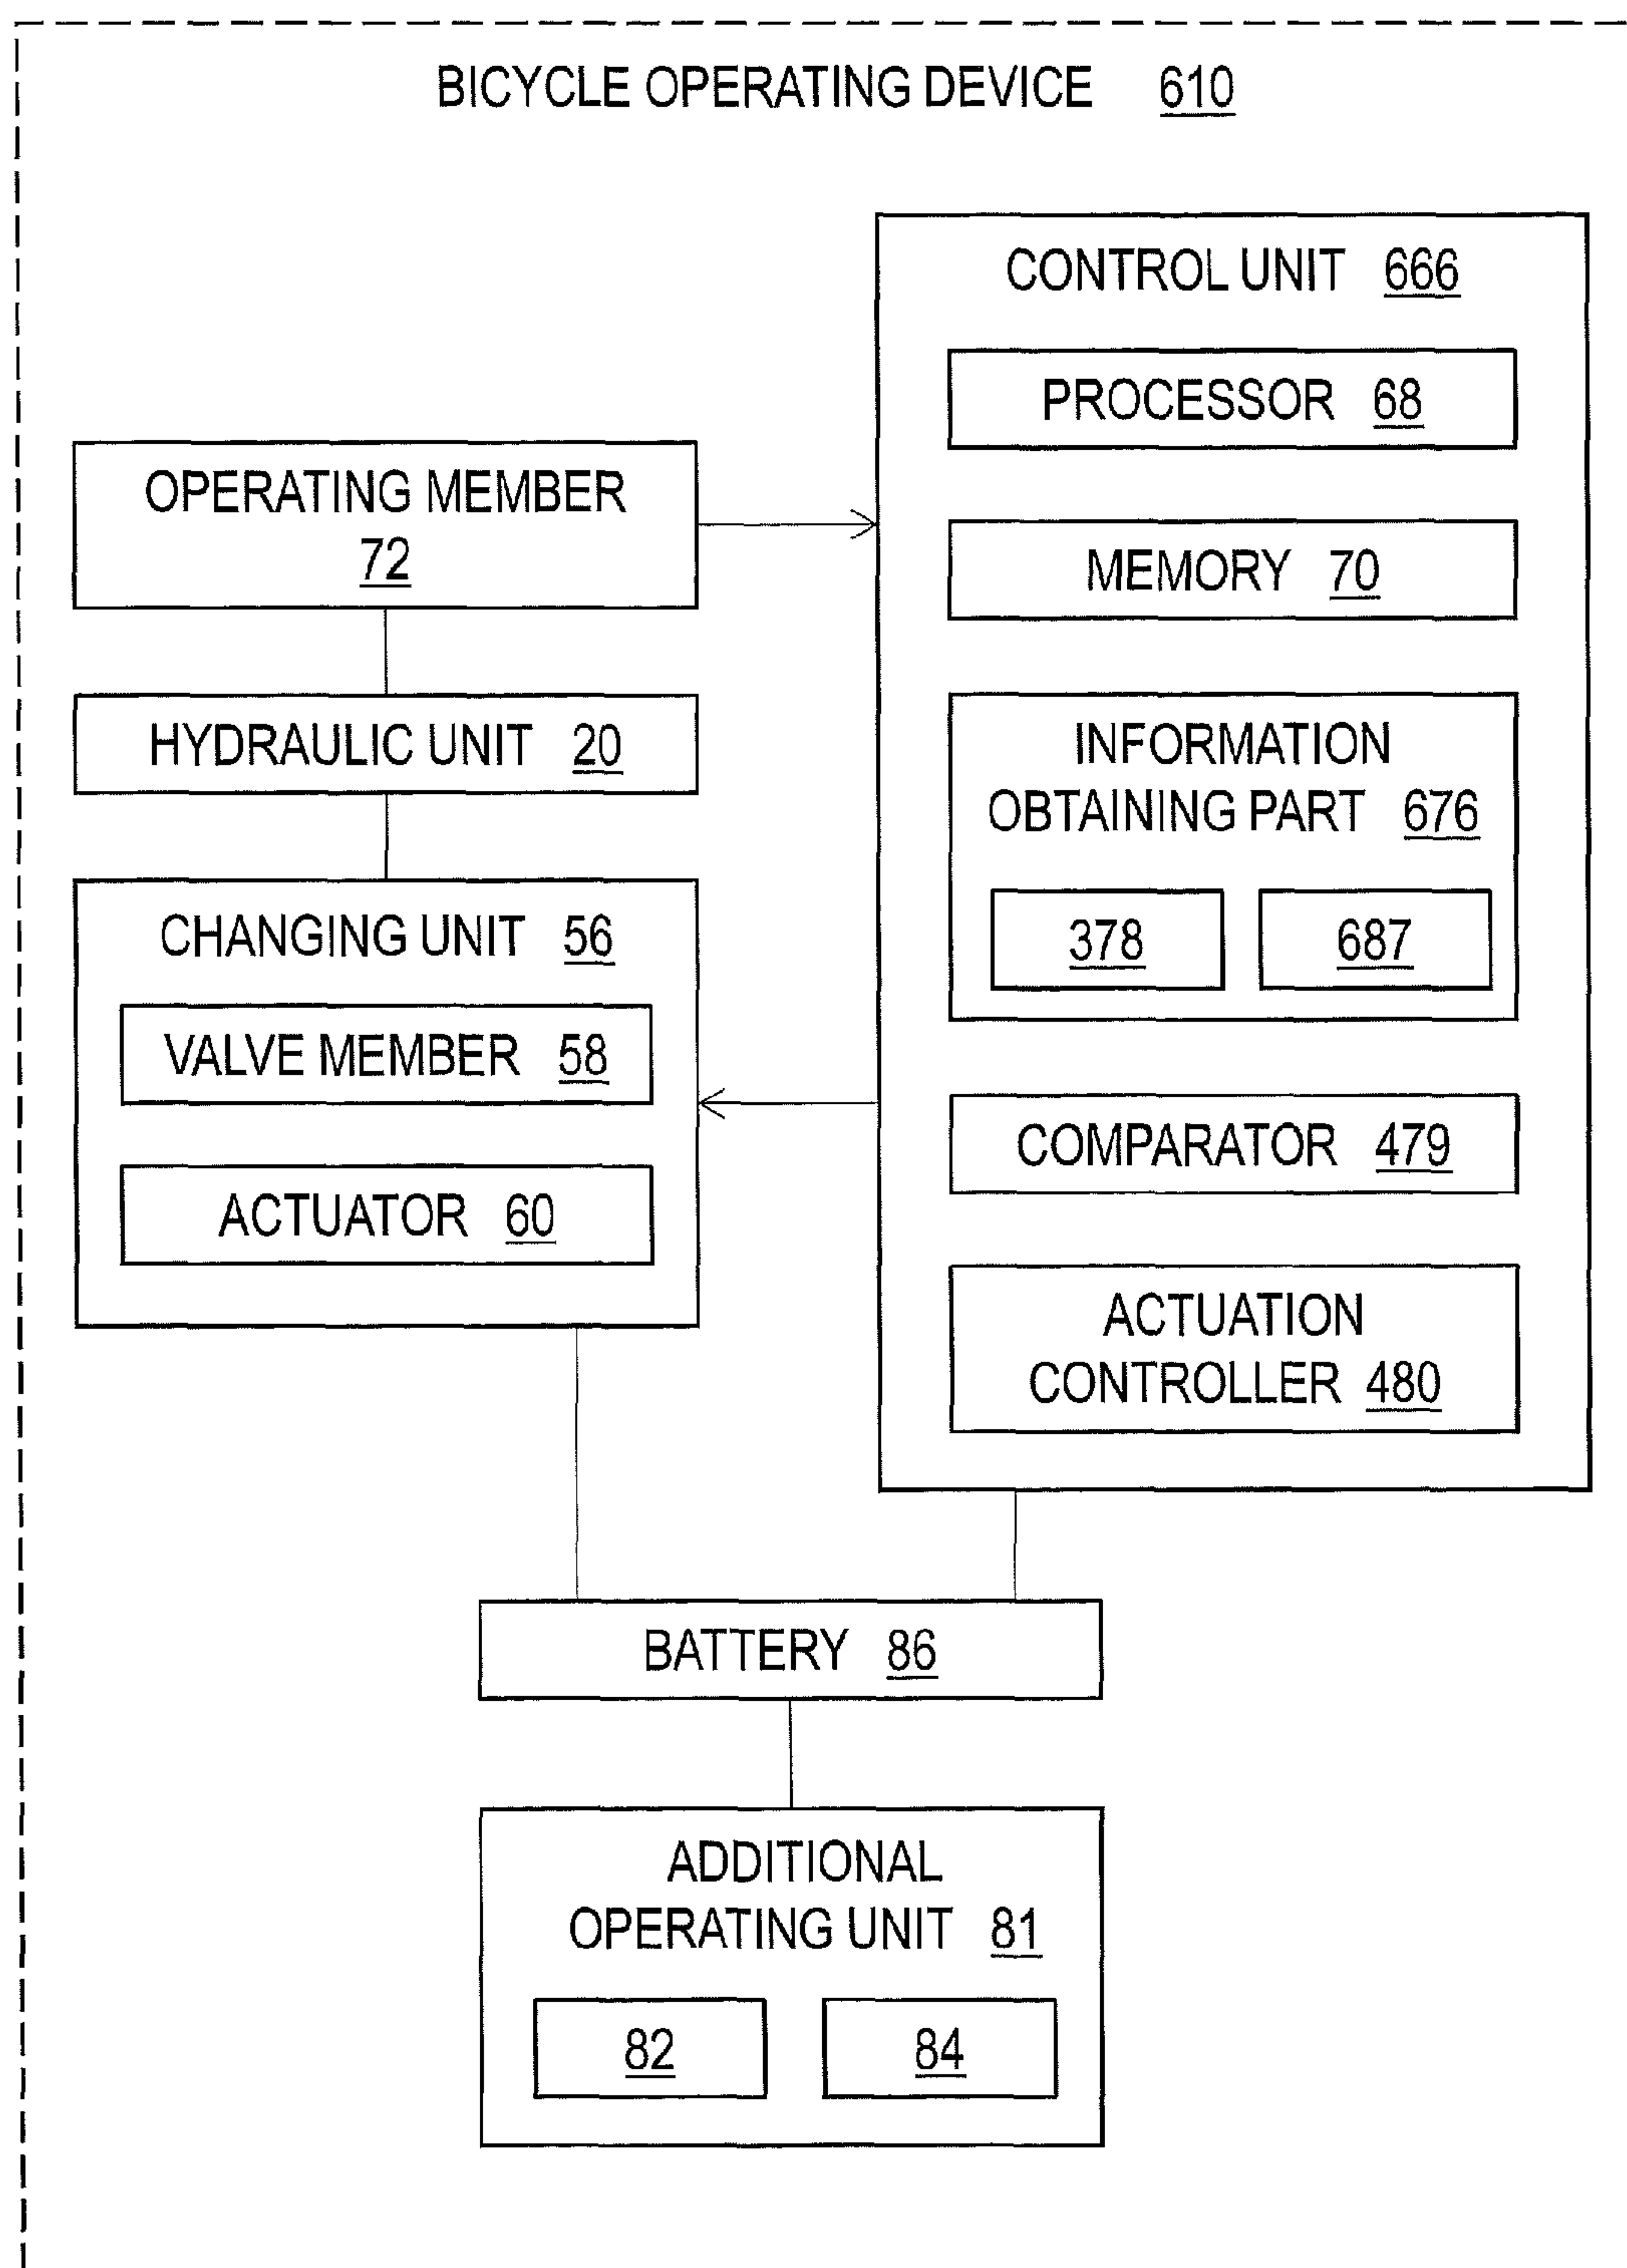 BICYCLE OPERATING DEVICE 610
CONTROL UNIT 666
PROCESSOR 68
MEMORY 70
INFORMATION
OBTAINING PART 676
378 687
COMPARATOR 479
ACTUATION
CONTROLLER 480
OPERATING MEMBER
72
HYDRAULIC UNIT 20
CHANGING UNIT 56
VALVE MEMBER 58
ACTUATOR 60
BATTERY 86
ADDITIONAL
OPERATING UNIT 81
82 84